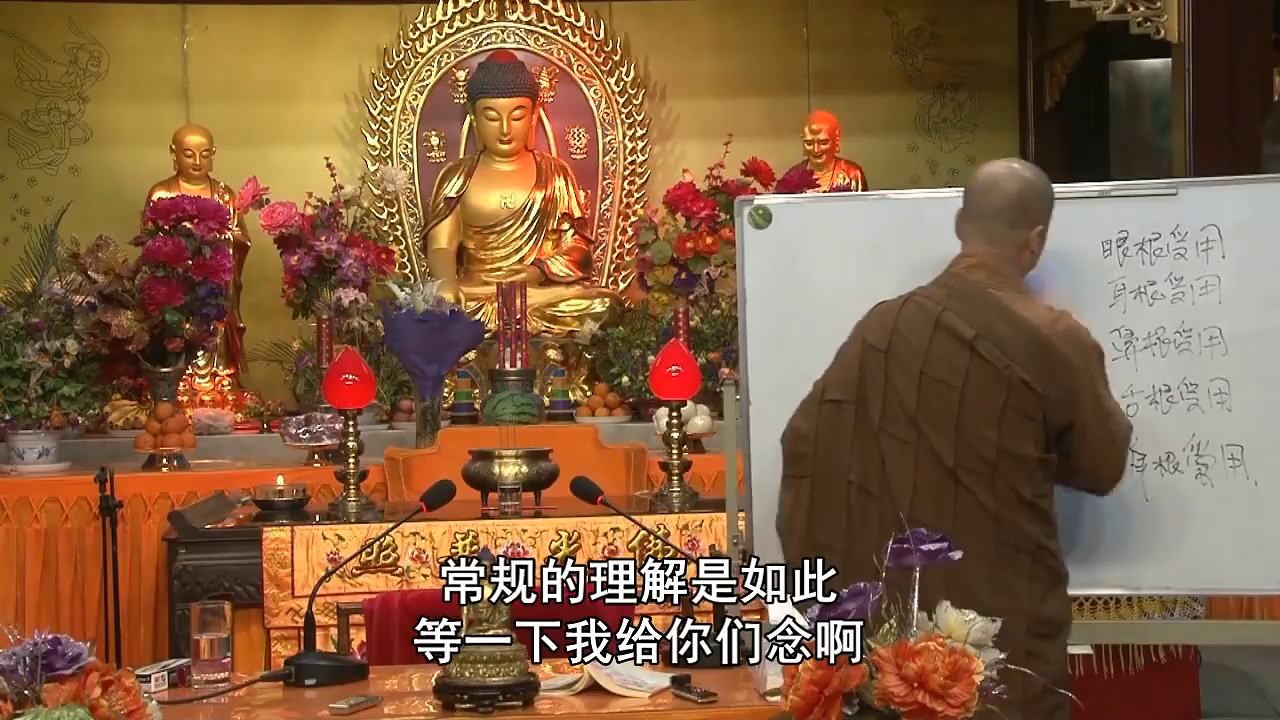 眼根受用
耳根受用
鼻根受用
舌根受用
身根受用
常规的理解是如此
等一下我给你们念啊